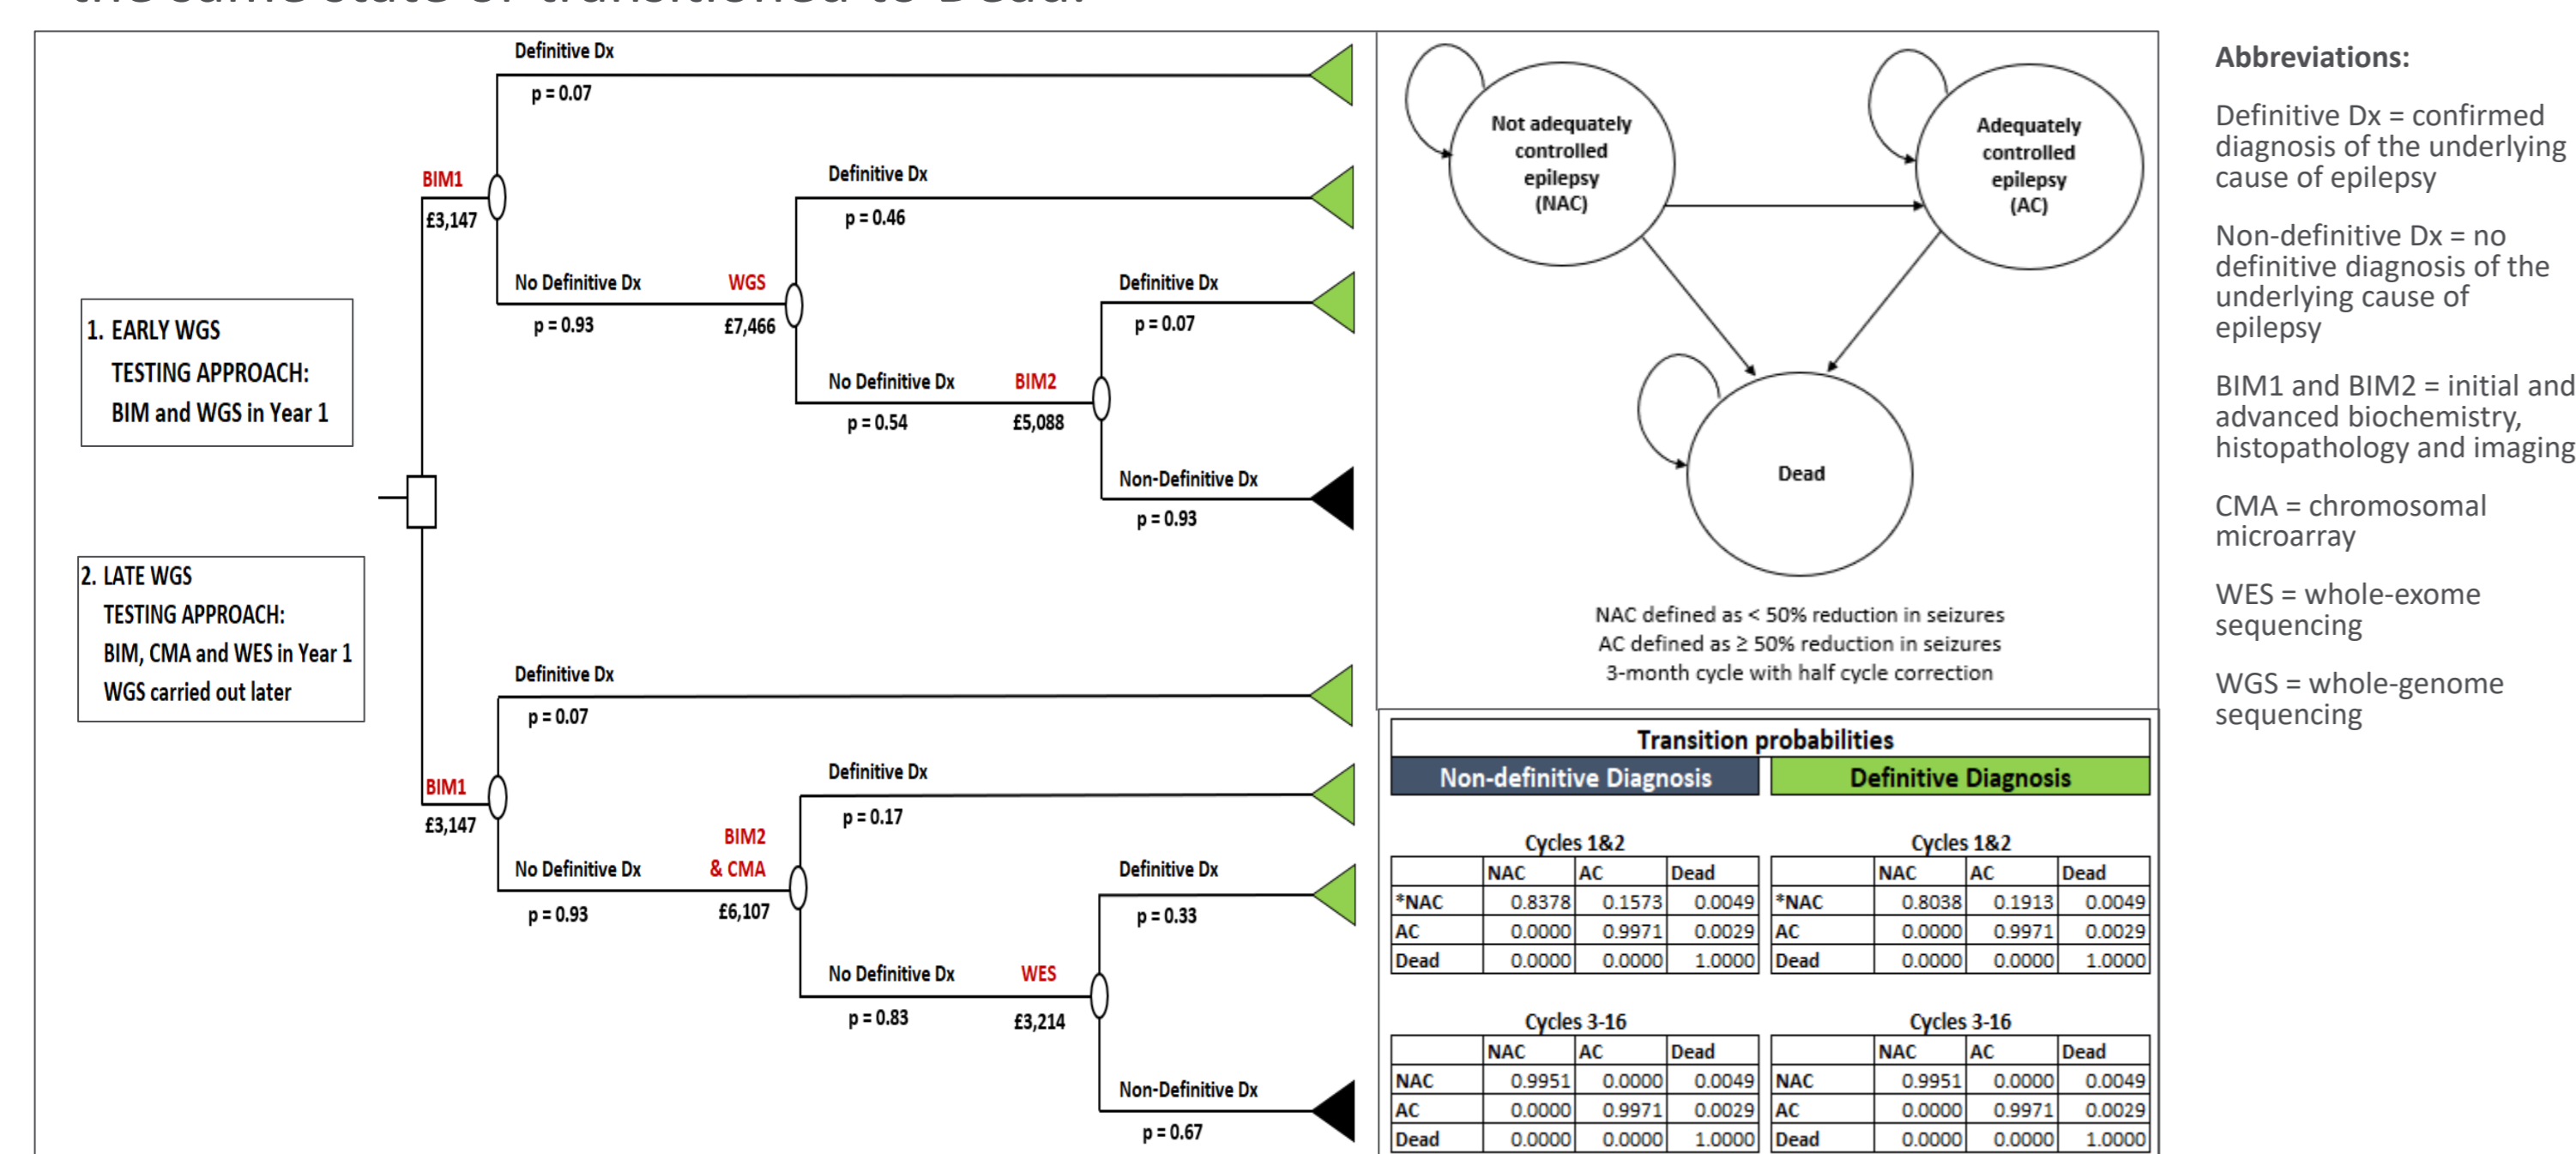 the same state or transitioned to Dead.
Definitive Dx
p = 0.07
BIM1
£3,147
Definitive Dx
p = 0.46
No Definitive Dx
WGS
p = 0.93
£7,466
Definitive Dx
p = 0.07
No Definitive Dx
BIM2
p = 0.54
£5,088
Non-Definitive Dx
p = 0.93
1. EARLY WGS
TESTING APPROACH:
BIM and WGS in Year 1
2. LATE WGS
TESTING APPROACH:
BIM, CMA and WES in Year 1
WGS carried out later
Definitive Dx
p = 0.07
BIM1
£3,147
Definitive Dx
p = 0.17
BIM2
& CMA
No Definitive Dx
p = 0.93
£6,107
Definitive Dx
p = 0.33
No Definitive Dx
WES
p = 0.83
£3,214
Non-Definitive Dx
p = 0.67
Not adequately
controlled
epilepsy
(NAC)
Adequately
controlled
epilepsy
(AC)
Dead
NAC defined as < 50% reduction in seizures
AC defined as ≥ 50% reduction in seizures
3-month cycle with half cycle correction
Transition probabilities
Non-definitive Diagnosis
Definitive Diagnosis
Cycles 1&2
NAC AC Dead
*NAC 0.8378 0.1573 0.0049
AC 0.0000 0.9971 0.0029
Dead 0.0000 0.0000 1.0000
Cycles 1&2
NAC AC Dead
*NAC 0.8038 0.1913 0.0049
AC 0.0000 0.9971 0.0029
Dead 0.0000 0.0000 1.0000
Cycles 3-16
NAC AC Dead
NAC 0.9951 0.0000 0.0049
AC 0.0000 0.9971 0.0029
Dead 0.0000 0.0000 1.0000
Cycles 3-16
NAC AC Dead
NAC 0.9951 0.0000 0.0049
AC 0.0000 0.9971 0.0029
Dead 0.0000 0.0000 1.0000
Abbreviations:
Definitive Dx = confirmed
diagnosis of the underlying
cause of epilepsy
Non-definitive Dx = no
definitive diagnosis of the
underlying cause of
epilepsy
BIM1 and BIM2 = initial and
advanced biochemistry,
histopathology and imaging
CMA = chromosomal
microarray
WES = whole-exome
sequencing
WGS = whole-genome
sequencing